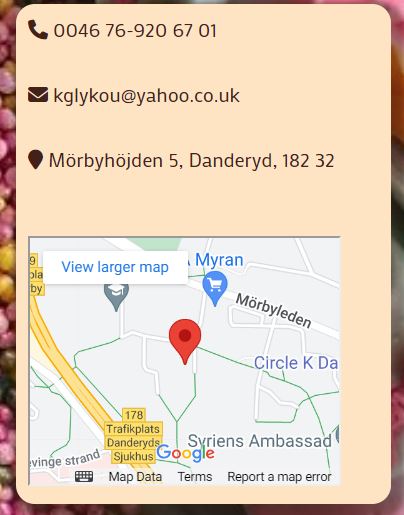 0046 76-920 67 01
kglykou@yahoo.co.uk
Mörbyhöjden 5, Danderyd, 182 32
Myran
View larger map
Mörbyleden
Circle K Da
178
Trafikplats
Danderyds
Sjukhus
Syriens Ambassad
Google
evinge strand
Map Data
Terms
Report a map error